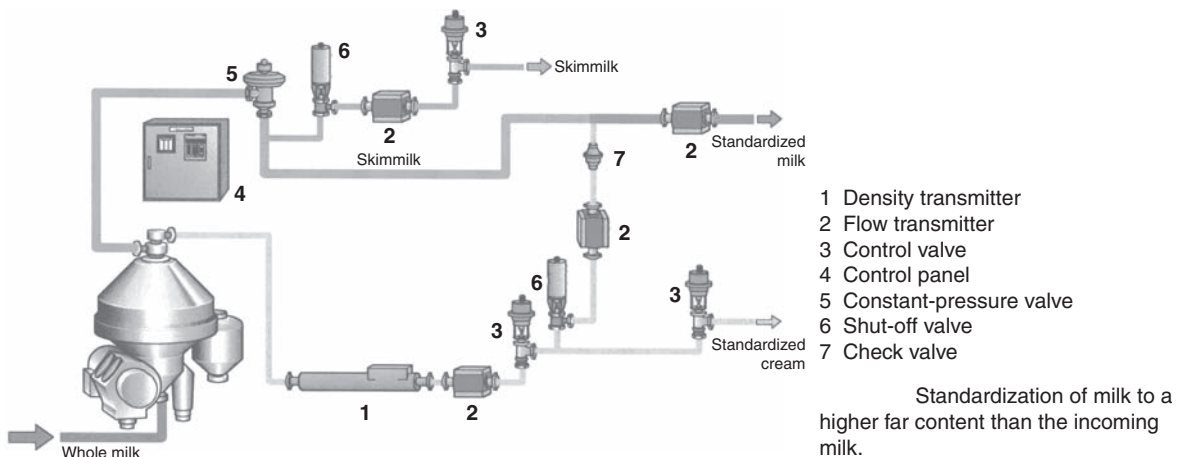 3
6
5
Skimmilk
2
2
Skimmilk
Standardized
milk
7
4
2
6
3
3
Standardized
cream
1
2
Whole milk
1 Density transmitter
2 Flow transmitter
3 Control valve
4 Control panel
5 Constant-pressure valve
6 Shut-off valve
7 Check valve
Standardization of milk to a
higher far content than the incoming
milk.